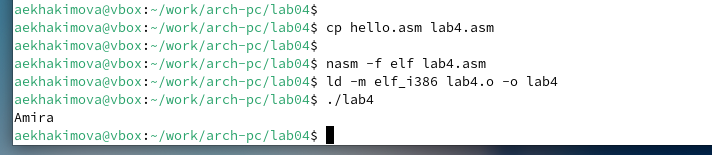 aekhakimova@vbox:~/work/arch-pc/lab04$
aekhakimova@vbox:~/work/arch-pc/lab04$ cp hello.asm lab4.asm
aekhakimova@vbox:~/work/arch-pc/lab04$
aekhakimova@vbox:~/work/arch-pc/lab04$ nasm -f elf lab4.asm
aekhakimova@vbox:~/work/arch-pc/lab04$ ld -m elf_i386 lab4.o -o lab4
aekhakimova@vbox:~/work/arch-pc/lab04$ ./lab4
Amira
aekhakimova@vbox:~/work/arch-pc/lab04$